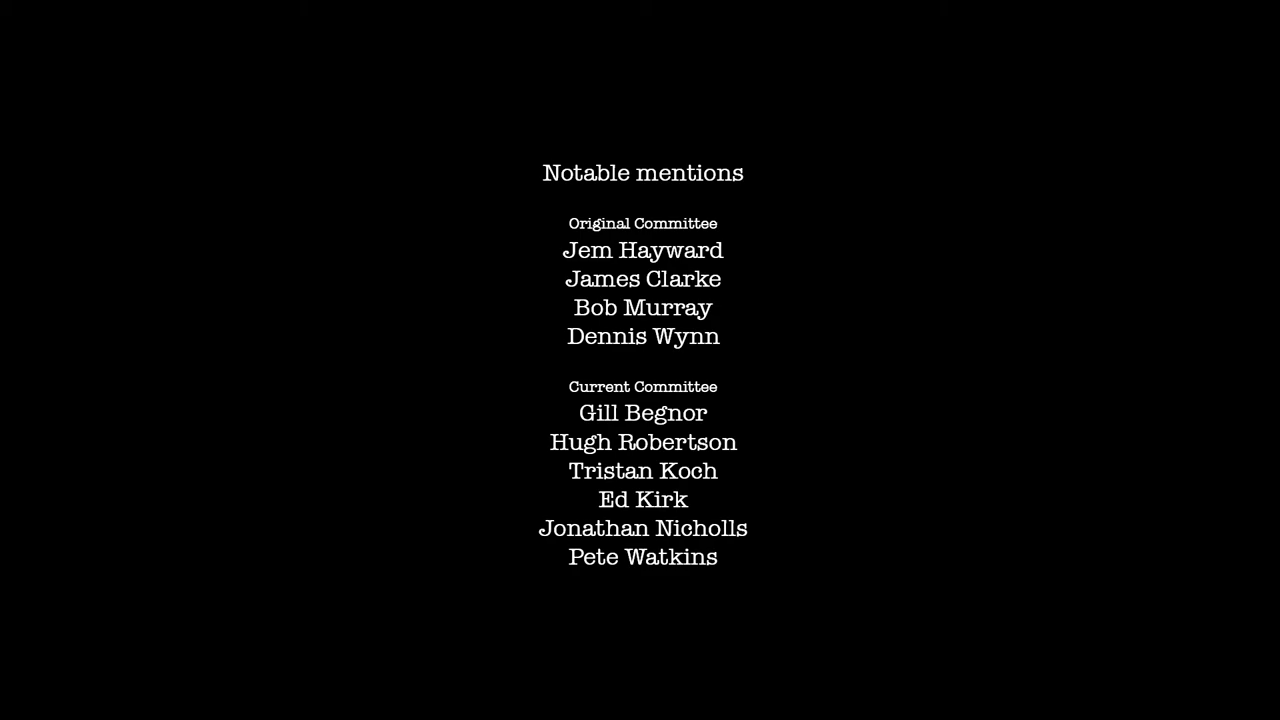 Notable mentions
Original Committee
Jem Hayward
James Clarke
Bob Murray
Dennis Wynn
Current Committee
Gill Begnor
Hugh Robertson
Tristan Koch
Ed Kirk
Jonathan Nicholls
Pete Watkins